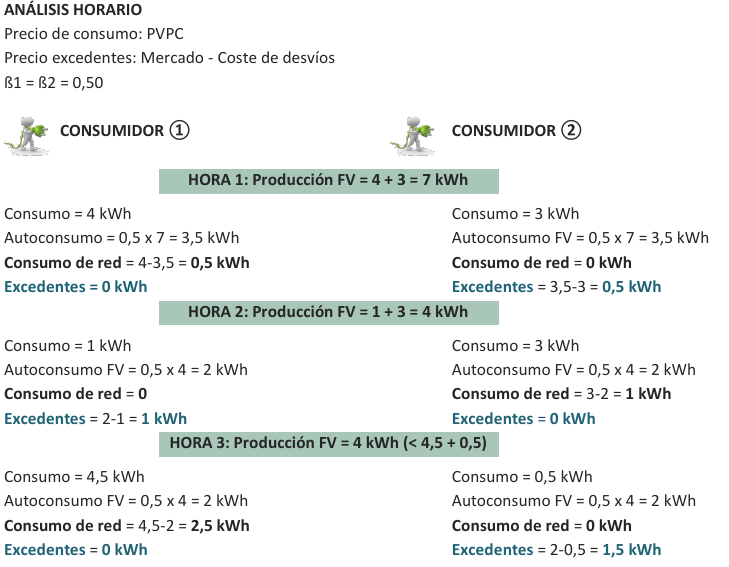 ANÁLISIS HORARIO
Precio de consumo: PVPC
Precio excedentes: Mercado - Coste de desvíos
ß1 = ß2 = 0,50
CONSUMIDOR ①
CONSUMIDOR ②
HORA 1: Producción FV = 4 + 3 = 7 kWh
Consumo = 4 kWh
Autoconsumo = 0,5 x 7 = 3,5 kWh
Consumo de red = 4-3,5 = 0,5 kWh
Excedentes = 0 kWh
Consumo = 3 kWh
Autoconsumo FV = 0,5 x 7 = 3,5 kWh
Consumo de red = 0 kWh
Excedentes = 3,5-3 = 0,5 kWh
HORA 2: Producción FV = 1 + 3 = 4 kWh
Consumo = 1 kWh
Autoconsumo FV = 0,5 x 4 = 2 kWh
Consumo de red = 0
Excedentes = 2-1 = 1 kWh
Consumo = 3 kWh
Autoconsumo FV = 0,5 x 4 = 2 kWh
Consumo de red = 3-2 = 1 kWh
Excedentes = 0 kWh
HORA 3: Producción FV = 4 kWh (< 4,5 + 0,5)
Consumo = 4,5 kWh
Autoconsumo FV = 0,5 x 4 = 2 kWh
Consumo de red = 4,5-2 = 2,5 kWh
Excedentes = 0 kWh
Consumo = 0,5 kWh
Autoconsumo FV = 0,5 x 4 = 2 kWh
Consumo de red = 0 kWh
Excedentes = 2-0,5 = 1,5 kWh